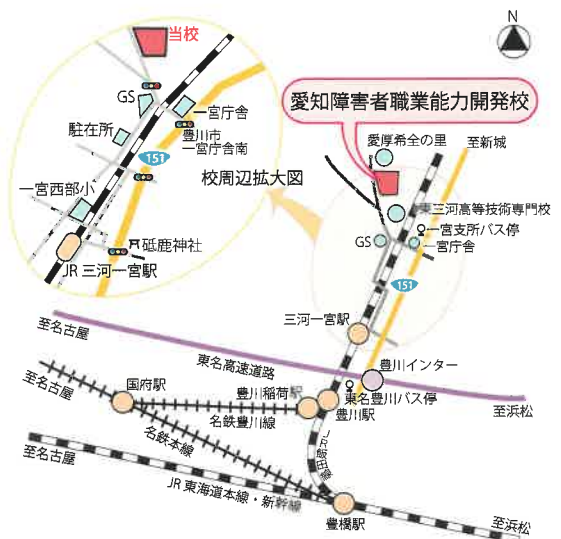 当校
GS
一宮庁舎
駐在所
豊川市
一宮庁舎南
151
校周辺拡大図
一宮西部小
砥鹿神社
JR 三河一宮駅
N
愛知障害者職業能力開発校
愛厚希全の里
至新城
東三河高等技術専門校
一宮支所バス停
GS
一宮庁舎
151
三河一宮駅
至名古屋
東名高速道路
豊川インター
至名古屋
国府駅
豊川稲荷駅
東名豊川バス停
豊川駅
至浜松
名鉄豊川線
名鉄本線
JR飯田線
至名古屋
JR 東海道本線・新幹線
豊橋駅
至浜松